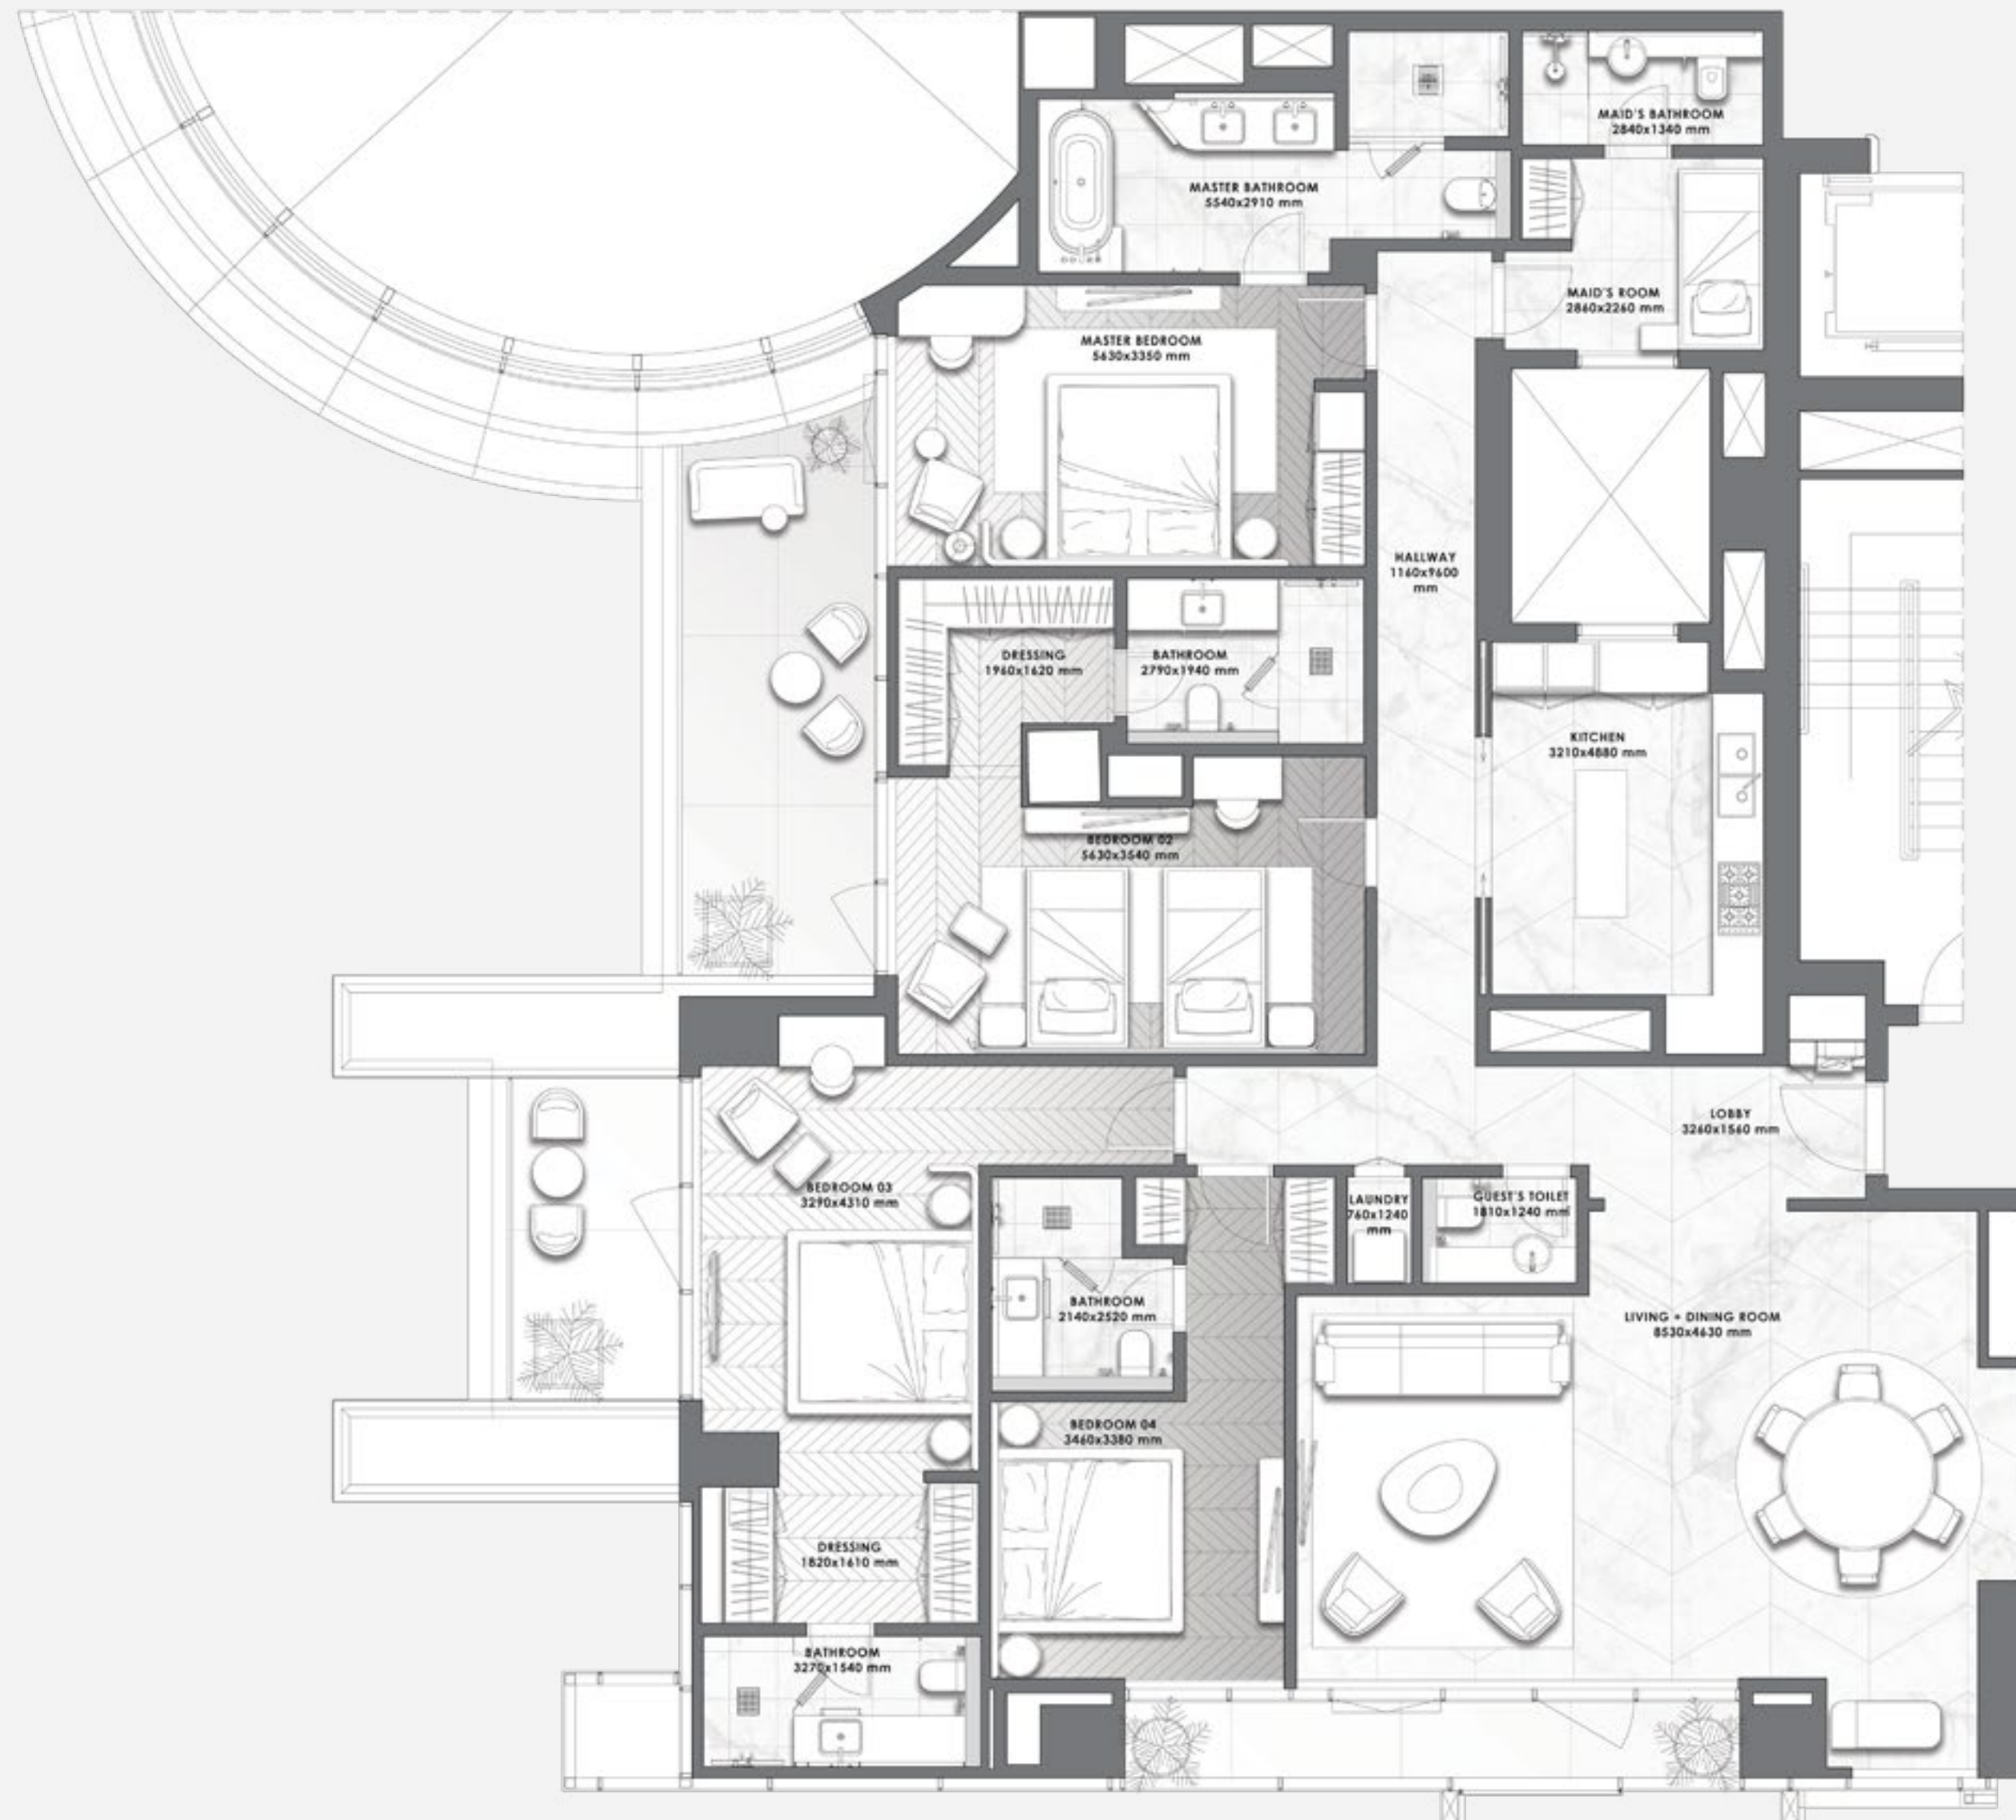 MAID'S BATHROOM
2840x1340 mm
MASTER BATHROOM
5540x2910 mm
MAID'S ROOM
2860x2260 mm
MASTER BEDROOM
5630x3350 mm
HALLWAY
1160x9600
mm
DRESSING
1960x1620 mm
BATHROOM
2790x1940 mm
KITCHEN
3210x4880 mm
BEDROOM 02
5630x3540 mm
LOBBY
3260x1560 mm
BEDROOM 03
3290x4310 mm
LAUNDRY
760x1240
mm
GUEST'S TOILET
1810x1240 mm
BATHROOM
2140x2520 mm
LIVING + DINING ROOM
8530x4630 mm
BEDROOM 04
3460x3380 mm
DRESSING
1820x1610 mm
BATHROOM
3270x1540 mm